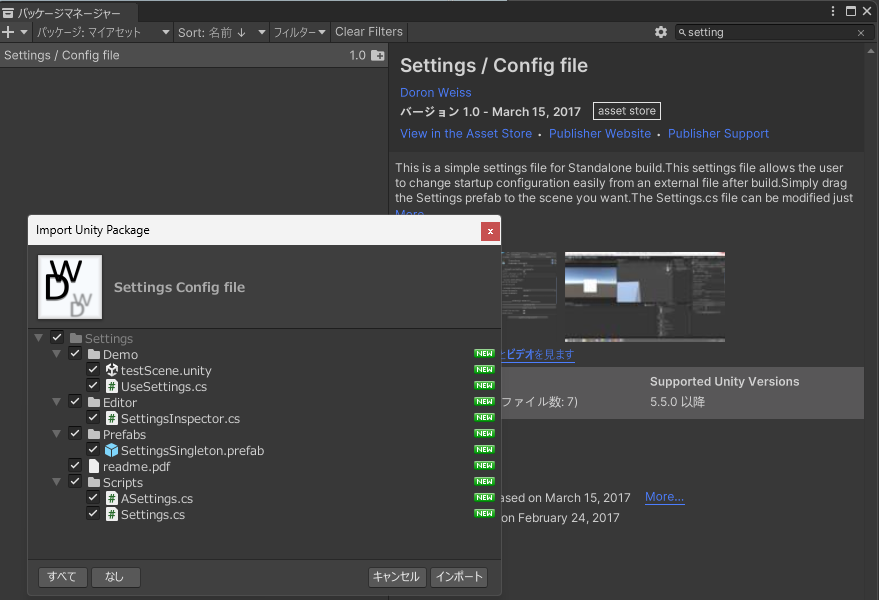 パッケージマネージャー
パッケージ: マイアセット Sort: 名前 ↓ フィルター Clear Filters setting
Settings / Config file 1.0
Settings / Config file
Doron Weiss
バージョン 1.0 - March 15, 2017 asset store
View in the Asset Store • Publisher Website • Publisher Support
This is a simple settings file for Standalone build.This settings file allows the user
to change startup configuration easily from an external file after build.Simply drag
the Settings prefab to the scene you want.The Settings.cs file can be modified just
More...
とビデオを見ます
Supported Unity Versions
ファイル数: 7) 5.5.0 以降
ased on March 15, 2017 More...
on February 24, 2017
Import Unity Package
Settings Config file
Settings
Demo NEW
testScene.unity NEW
UseSettings.cs NEW
Editor NEW
SettingsInspector.cs NEW
Prefabs NEW
SettingsSingleton.prefab NEW
readme.pdf NEW
Scripts NEW
ASettings.cs NEW
Settings.cs NEW
すべて なし キャンセル インポート